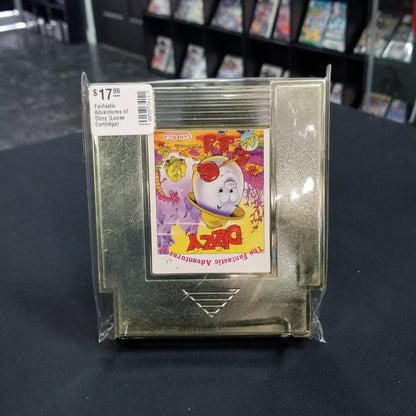 $17.99
Fantastic
Adventures of
Dizzy (Loose
Cartridge)
The Fantastic Adventures
DIZZY